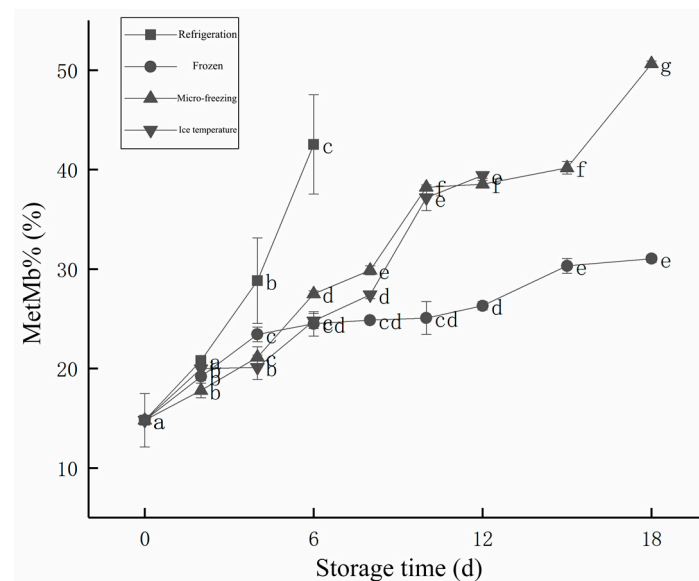 Refrigeration
Frozen
Micro-freezing
Ice temperature
MetMb% (%)
50
40
30
20
10
g
c
f
f
e
f
e
b
e
d
e
d
e
e
c
cd
cd
cd
d
a
b
b
b
c
b
a
0
6
12
18
Storage time (d)